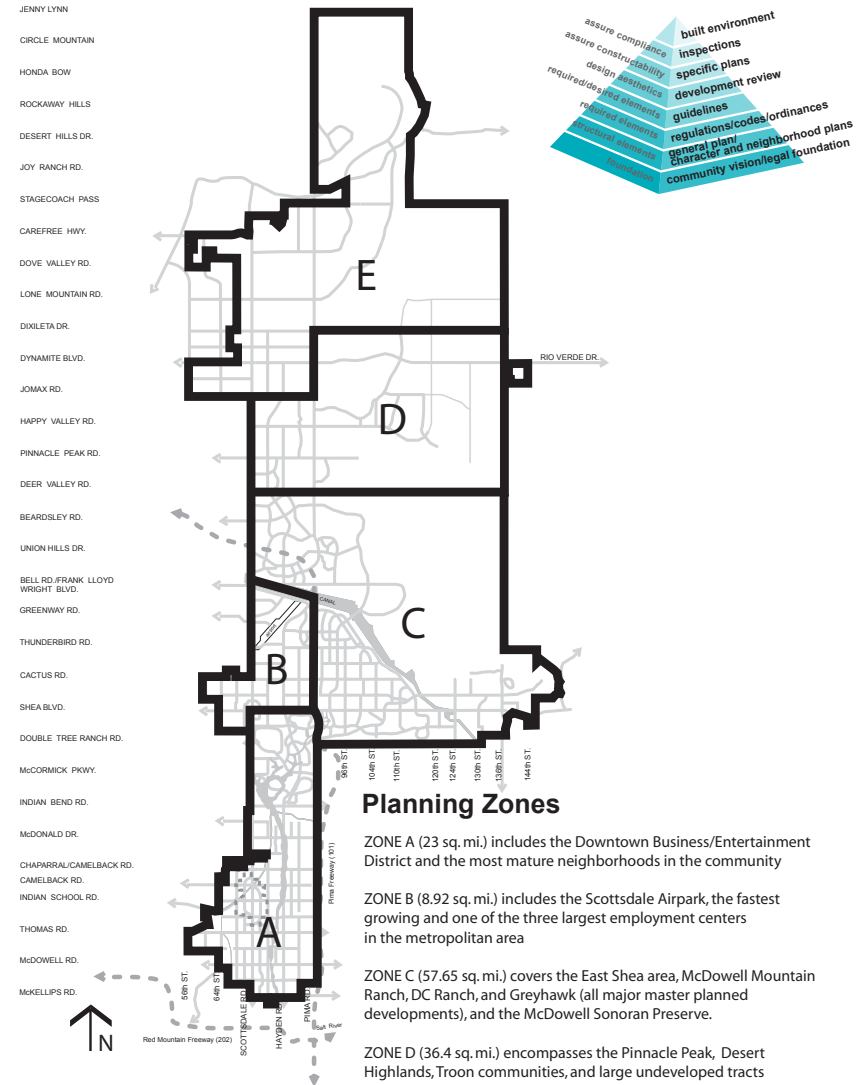 JENNY LYNN
CIRCLE MOUNTAIN
HONDA BOW
ROCKAWAY HILLS
DESERT HILLS DR.
JOY RANCH RD.
STAGECOACH PASS
CAREFREE HWY.
DOVE VALLEY RD.
LONE MOUNTAIN RD.
DIXILETA DR.
DYNAMITE BLVD.
JOMAX RD.
HAPPY VALLEY RD.
PINNACLE PEAK RD.
DEER VALLEY RD.
BEARDSLEY RD.
UNION HILLS DR.
BELL RD./FRANK LLOYD
WRIGHT BLVD.
GREENWAY RD.
THUNDERBIRD RD.
CACTUS RD.
SHEA BLVD.
DOUBLE TREE RANCH RD.
McCORMICK PKWY.
INDIAN BEND RD.
McDONALD DR.
CHAPARRAL/CAMELBACK RD.
CAMELBACK RD.
INDIAN SCHOOL RD.
THOMAS RD.
McDOWELL RD.
McKELLIPS RD.
assure compliance
assure constructability
design aesthetics
required/desired elements
required elements
structural elements
foundation
built environment
inspections
specific plans
development review
guidelines
regulations/codes/ordinances
general plan/
character and neighborhood plans
community vision/legal foundation
E
RIO VERDE DR.
D
CANAL
C
B
96th ST.
104th ST.
110th ST.
120th ST.
124th ST.
130th ST.
136th ST.
144th ST.
Pima Freeway (101)
A
56th ST.
64th ST.
SCOTTSDALE RD.
HAYDEN RD.
PIMA RD.
Salt River
Red Mountain Freeway (202)
N
Planning Zones
ZONE A (23 sq. mi.) includes the Downtown Business/Entertainment
District and the most mature neighborhoods in the community
ZONE B (8.92 sq. mi.) includes the Scottsdale Airpark, the fastest
growing and one of the three largest employment centers
in the metropolitan area
ZONE C (57.65 sq. mi.) covers the East Shea area, McDowell Mountain
Ranch, DC Ranch, and Greyhawk (all major master planned
developments), and the McDowell Sonoran Preserve.
ZONE D (36.4 sq. mi.) encompasses the Pinnacle Peak, Desert
Highlands, Troon communities, and large undeveloped tracts